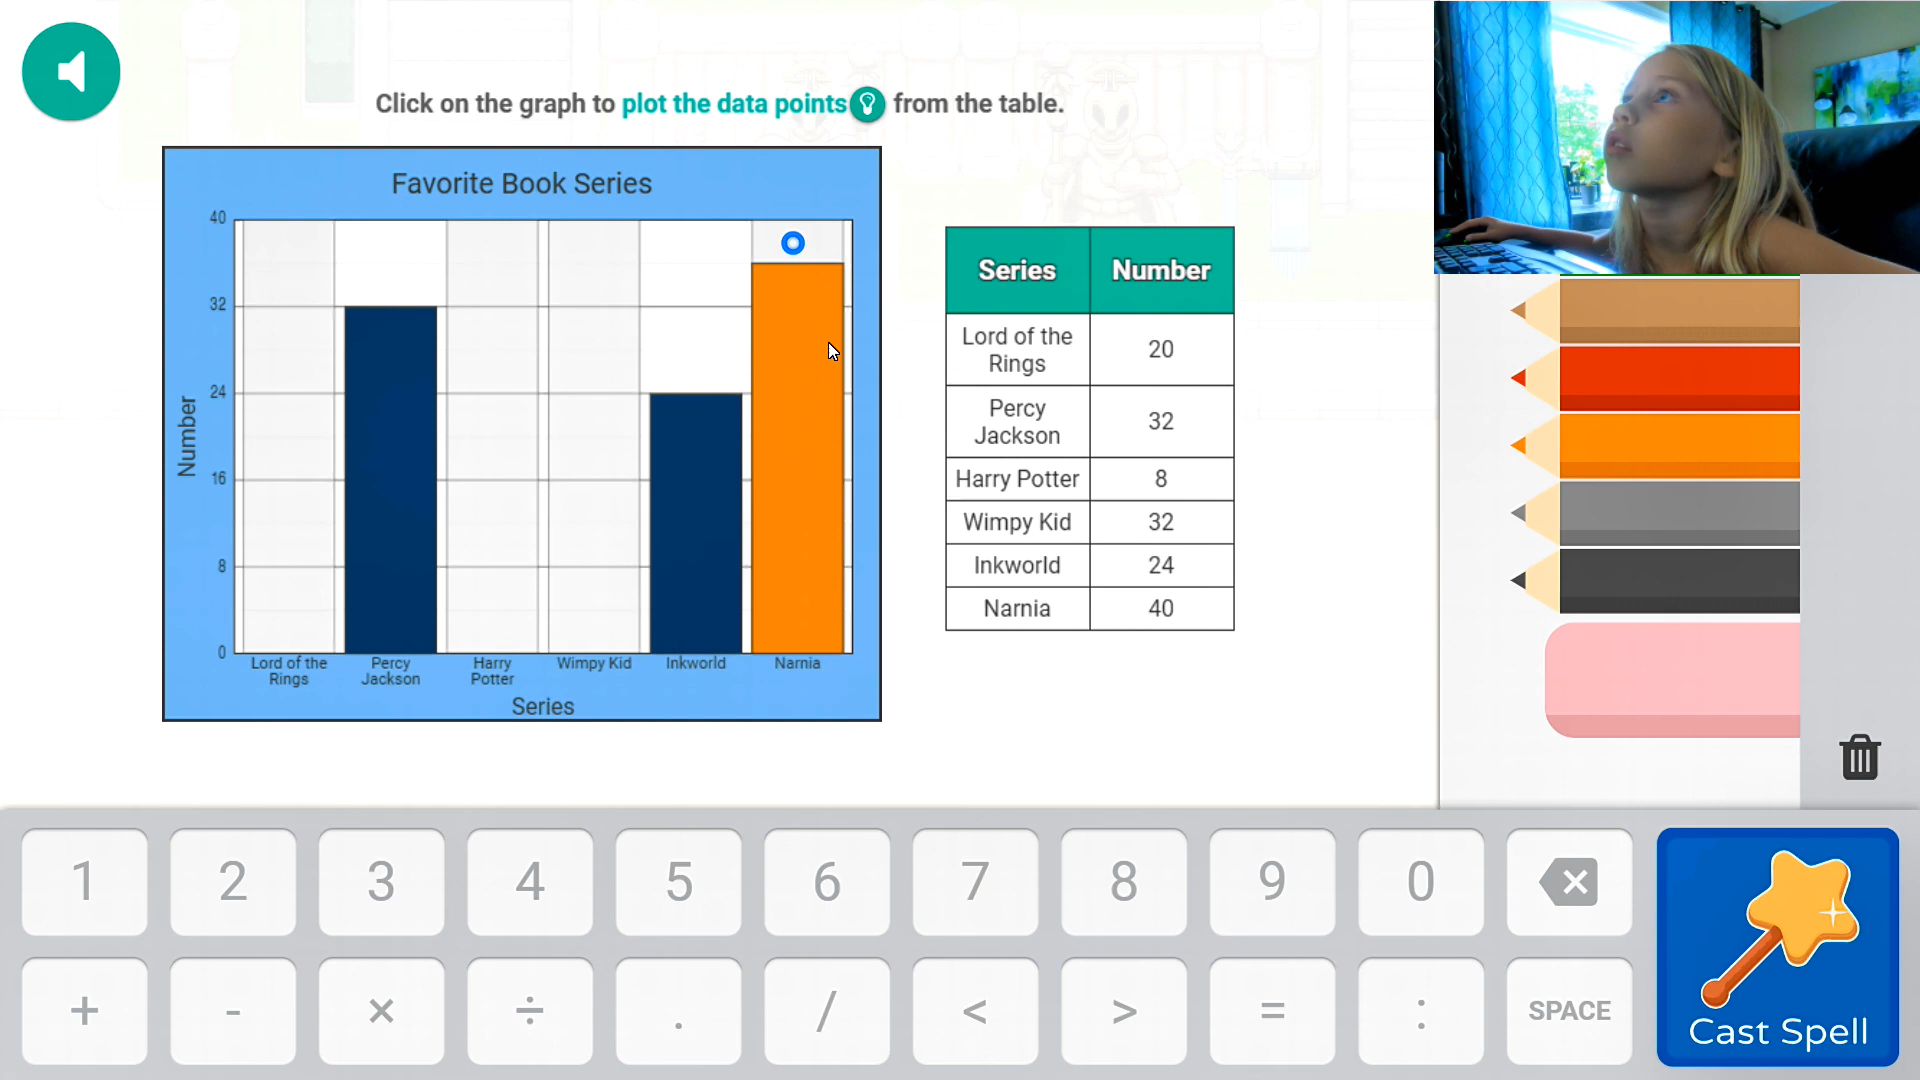 Click on the graph to plot the data points from the table.
Favorite Book Series
40
32
24
16
8
0
Number
Lord of the Rings
Percy Jackson
Harry Potter
Wimpy Kid
Inkworld
Narnia
Series
Series Number
Lord of the Rings 20
Percy Jackson 32
Harry Potter 8
Wimpy Kid 32
Inkworld 24
Narnia 40
1 2 3 4 5 6 7 8 9 0
+ - × ÷ . / < > = : SPACE
Cast Spell